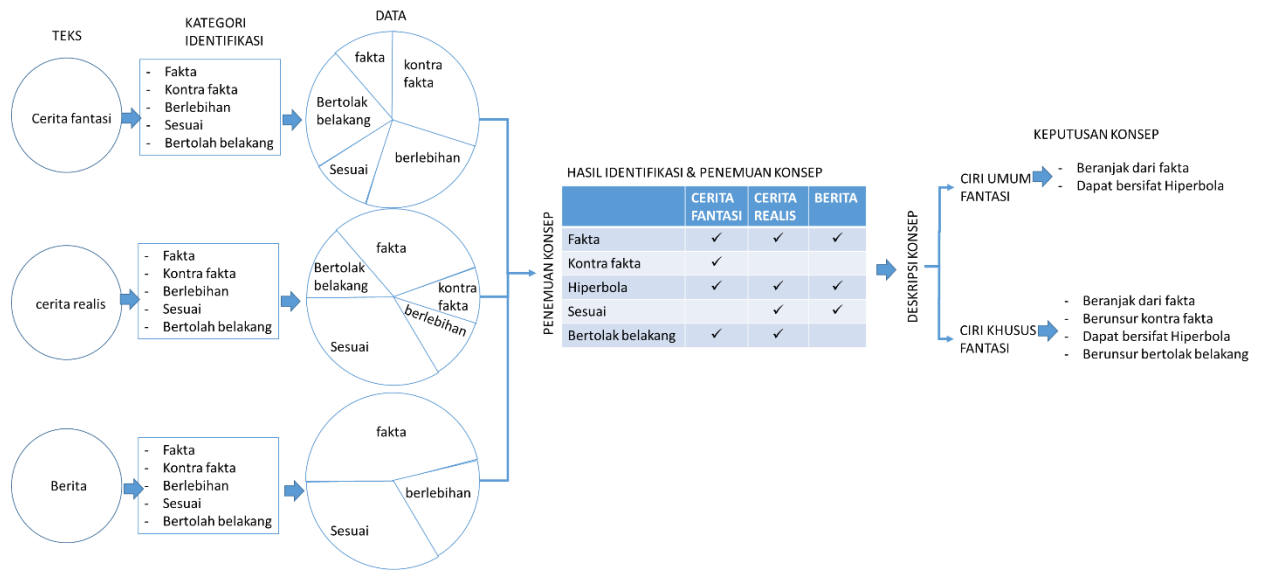 TEKS
KATEGORI
IDENTIFIKASI
DATA
Cerita fantasi
- Fakta
- Kontra fakta
- Berlebihan
- Sesuai
- Bertolah belakang
fakta
kontra
fakta
Bertolak
belakang
Sesuai
berlebihan
cerita realis
- Fakta
- Kontra fakta
- Berlebihan
- Sesuai
- Bertolah belakang
fakta
Bertolak
belakang
kontra
fakta
berlebihan
Sesuai
Berita
- Fakta
- Kontra fakta
- Berlebihan
- Sesuai
- Bertolah belakang
fakta
berlebihan
Sesuai
PENEMUAN KONSEP
HASIL IDENTIFIKASI & PENEMUAN KONSEP
CERITA FANTASI CERITA REALIS BERITA
Fakta ✓ ✓ ✓
Kontra fakta ✓
Hiperbola ✓ ✓ ✓
Sesuai ✓ ✓
Bertolak belakang ✓ ✓
DESKRIPSI KONSEP
KEPUTUSAN KONSEP
CIRI UMUM
FANTASI
- Beranjak dari fakta
- Dapat bersifat Hiperbola
CIRI KHUSUS
FANTASI
- Beranjak dari fakta
- Berunsur kontra fakta
- Dapat bersifat Hiperbola
- Berunsur bertolak belakang